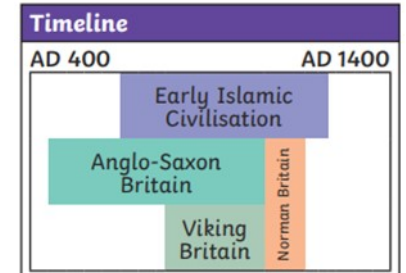 Timeline
AD 400 AD 1400
Early Islamic
Civilisation
Anglo-Saxon
Britain
Norman Britain
Viking
Britain